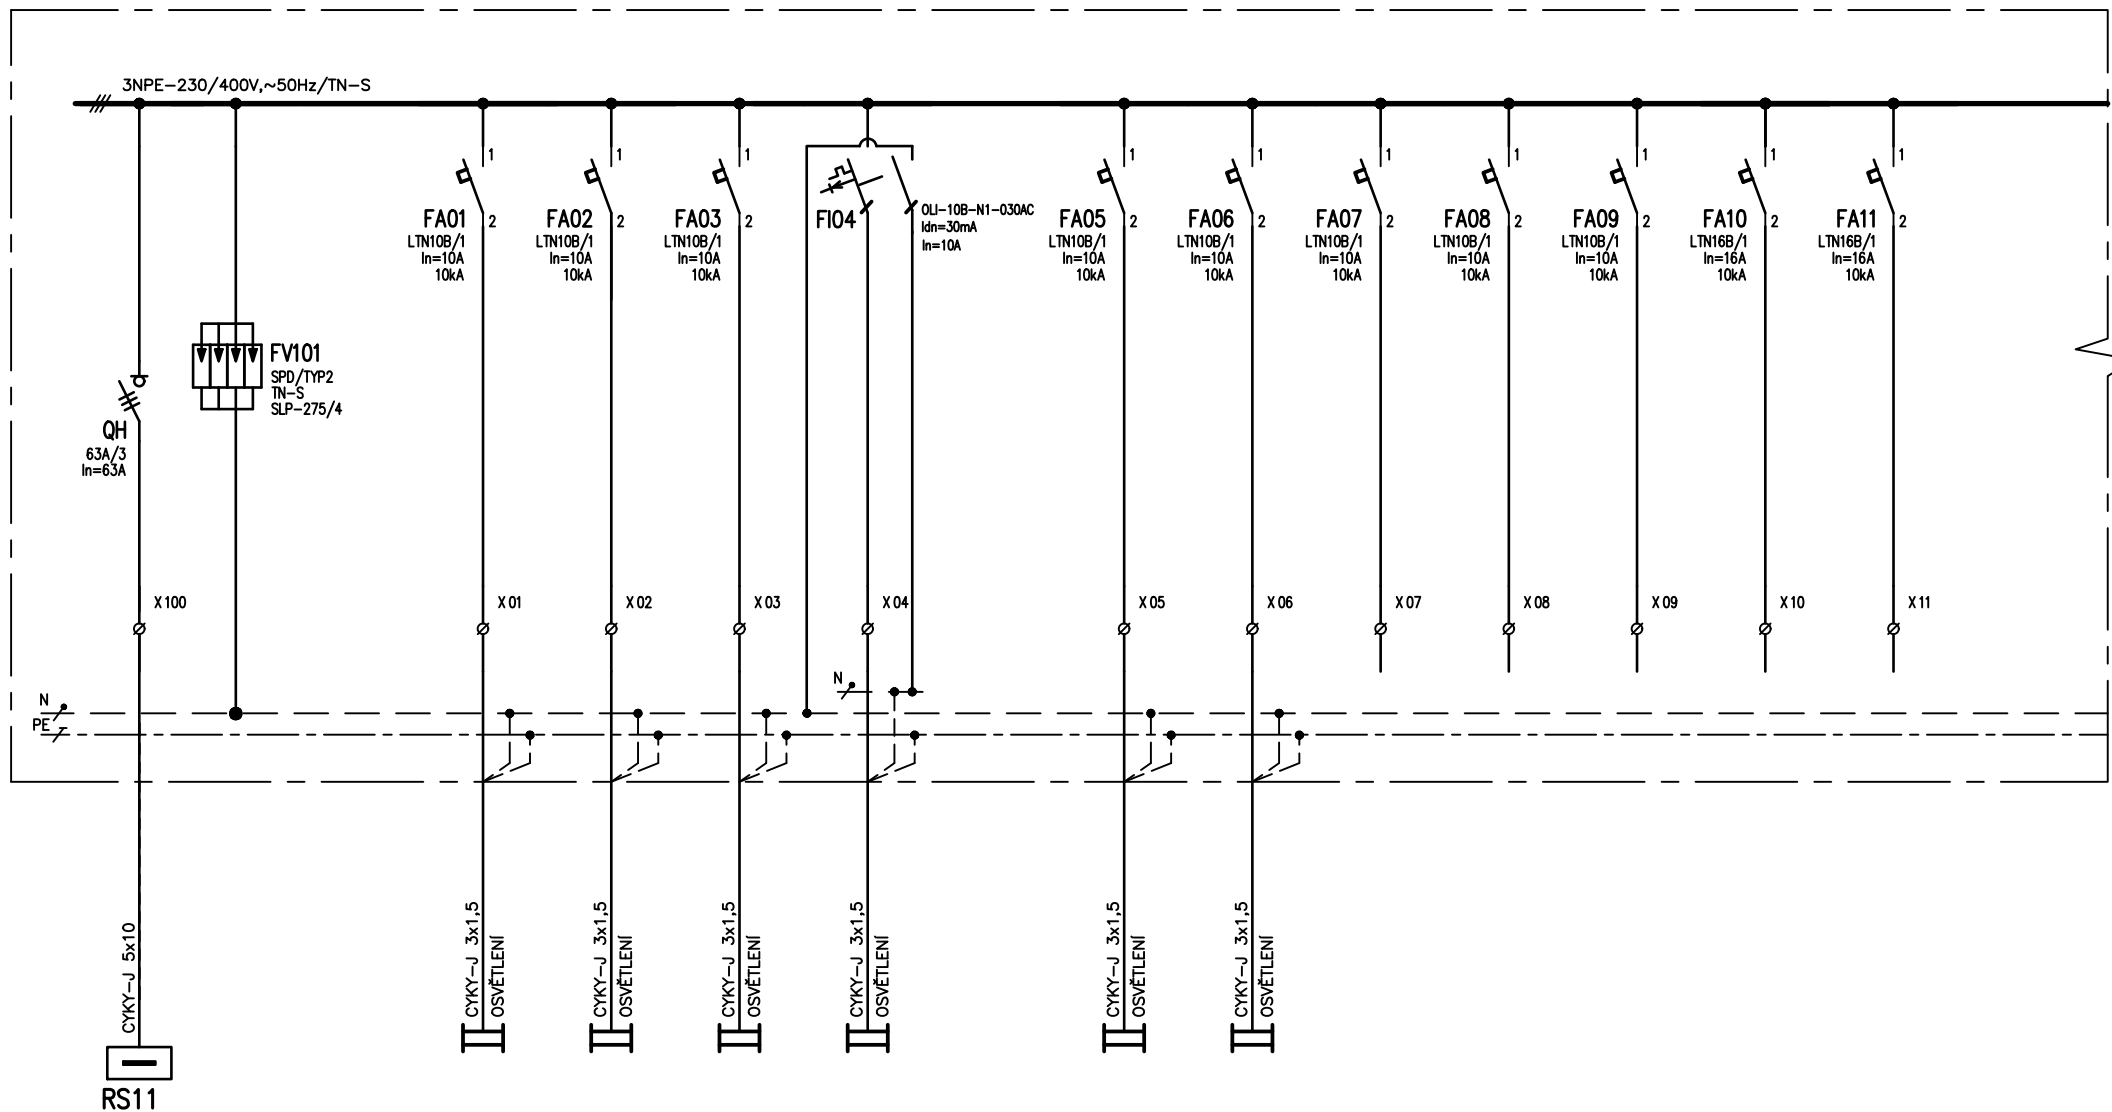 3NPE-230/400V,~50Hz/TN-S
1
1
1
1
1
1
1
1
1
1
FA01
2
LTN10B/1
In=10A
10kA
FA02
2
LTN10B/1
In=10A
10kA
FA03
2
LTN10B/1
In=10A
10kA
FI04
OLI-10B-N1-030AC
Idn=30mA
In=10A
FA05
2
LTN10B/1
In=10A
10kA
FA06
2
LTN10B/1
In=10A
10kA
FA07
2
LTN10B/1
In=10A
10kA
FA08
2
LTN10B/1
In=10A
10kA
FA09
2
LTN10B/1
In=10A
10kA
FA10
2
LTN16B/1
In=16A
10kA
FA11
2
LTN16B/1
In=16A
10kA
FV101
SPD/TYP2
TN-S
SLP-275/4
QH
63A/3
In=63A
X100
X01
X02
X03
X04
X05
X06
X07
X08
X09
X10
X11
N
N
PE
CYKY-J 5x10
CYKY-J 3x1,5
OSVĚTLENÍ
CYKY-J 3x1,5
OSVĚTLENÍ
CYKY-J 3x1,5
OSVĚTLENÍ
CYKY-J 3x1,5
OSVĚTLENÍ
CYKY-J 3x1,5
OSVĚTLENÍ
CYKY-J 3x1,5
OSVĚTLENÍ
RS11